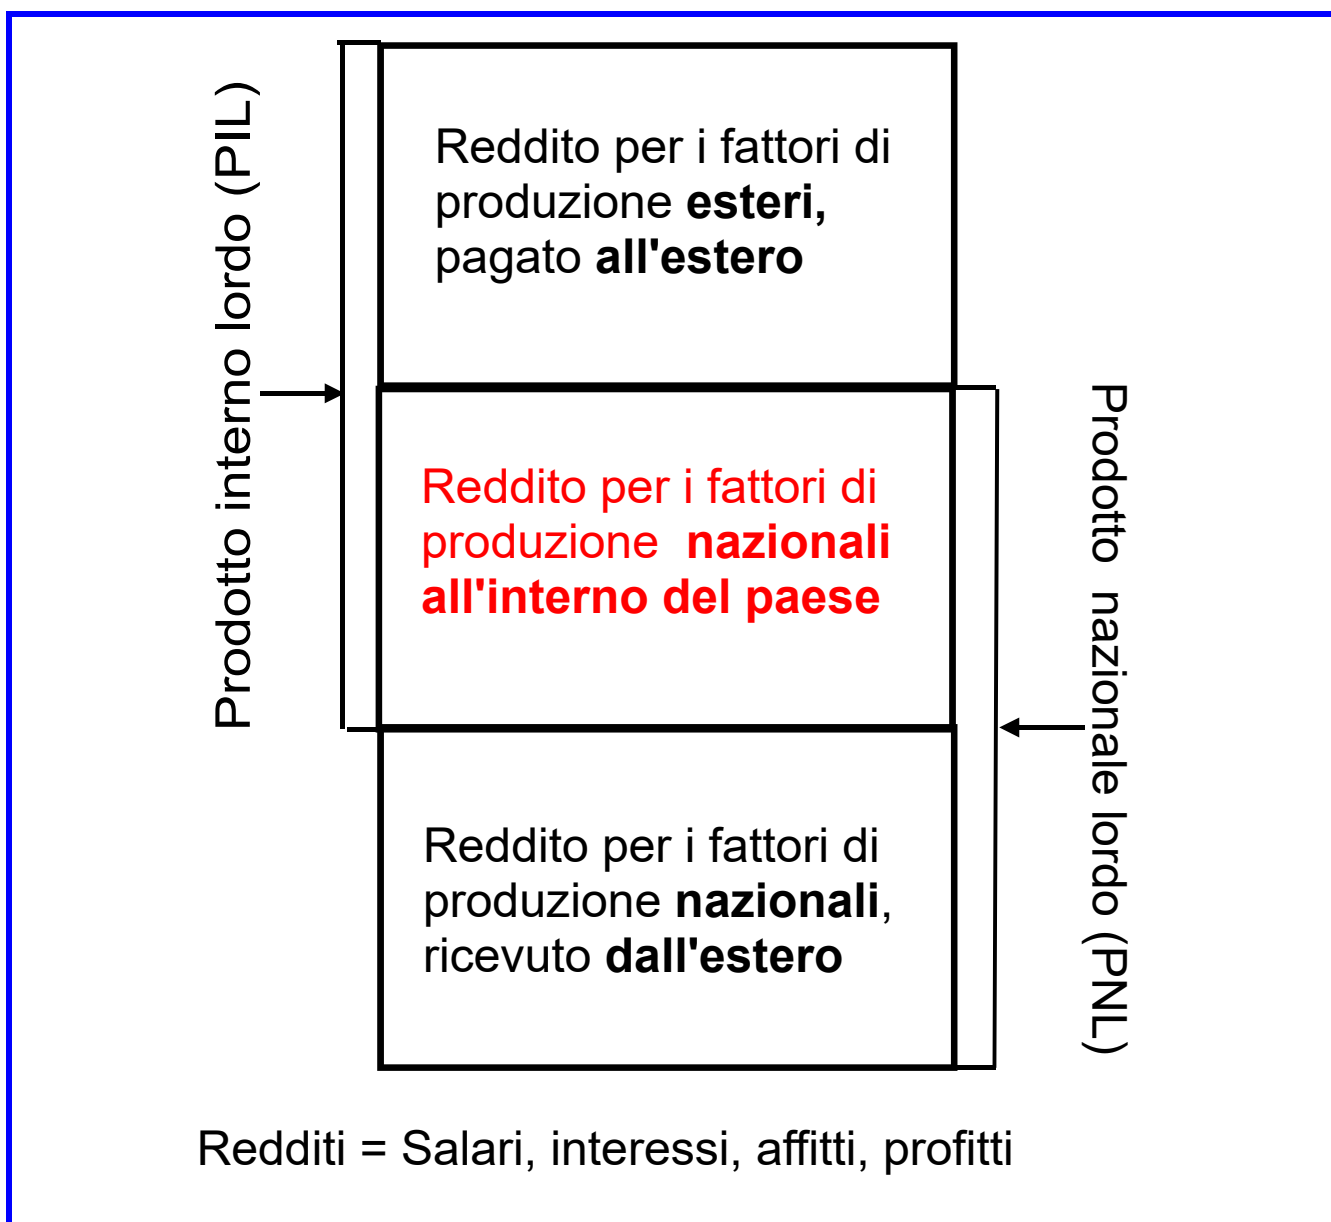 Prodotto interno lordo (PIL)
Reddito per i fattori di
produzione esteri,
pagato all'estero
Reddito per i fattori di
produzione nazionali
all'interno del paese
Reddito per i fattori di
produzione nazionali,
ricevuto dall'estero
Prodotto nazionale lordo (PNL)
Redditi = Salari, interessi, affitti, profitti